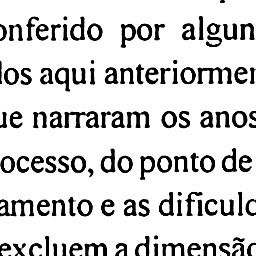 onferido por algun
los aqui anteriormen
ue narraram os anos
ocesso, do ponto de
amento e as dificuld
excluem a dimensão